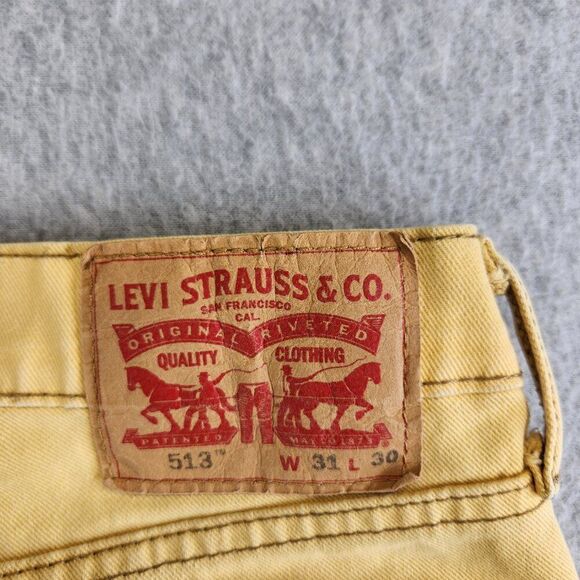 LEVI STRAUSS & CO.
SAN FRANCISCO
CAL.
ORIGINAL RIVETED
QUALITY CLOTHING
PATENTED MAY 20 1873
513™ W 31 L 30